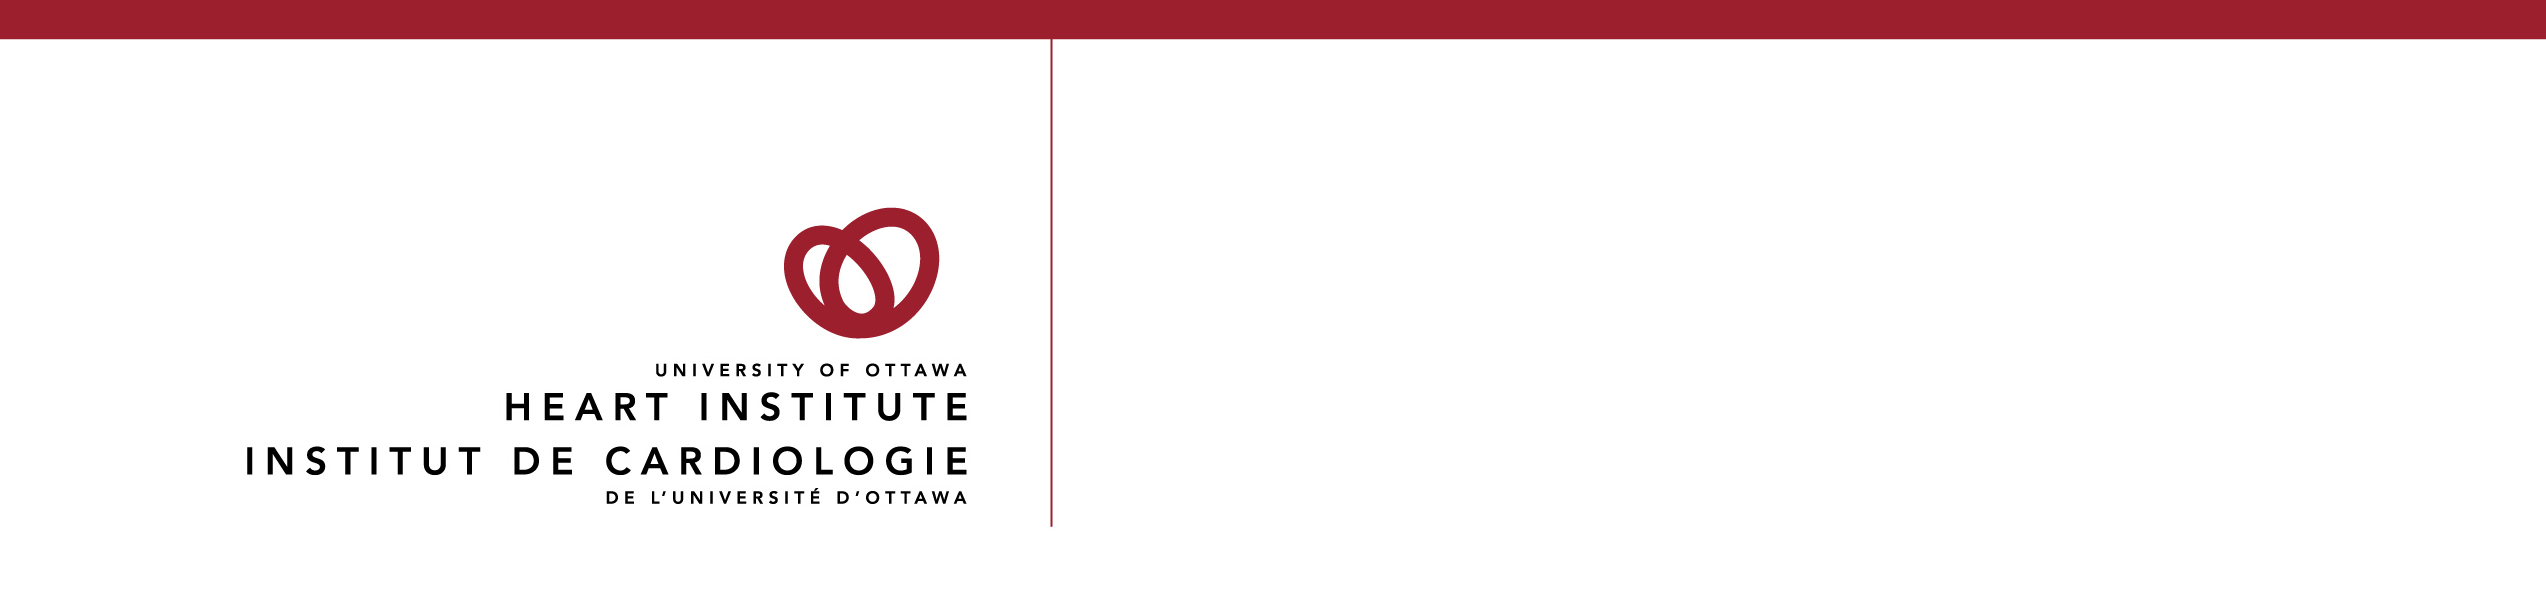 UNIVERSITY OF OTTAWA
HEART INSTITUTE
INSTITUT DE CARDIOLOGIE
DE L’UNIVERSITÉ D’OTTAWA